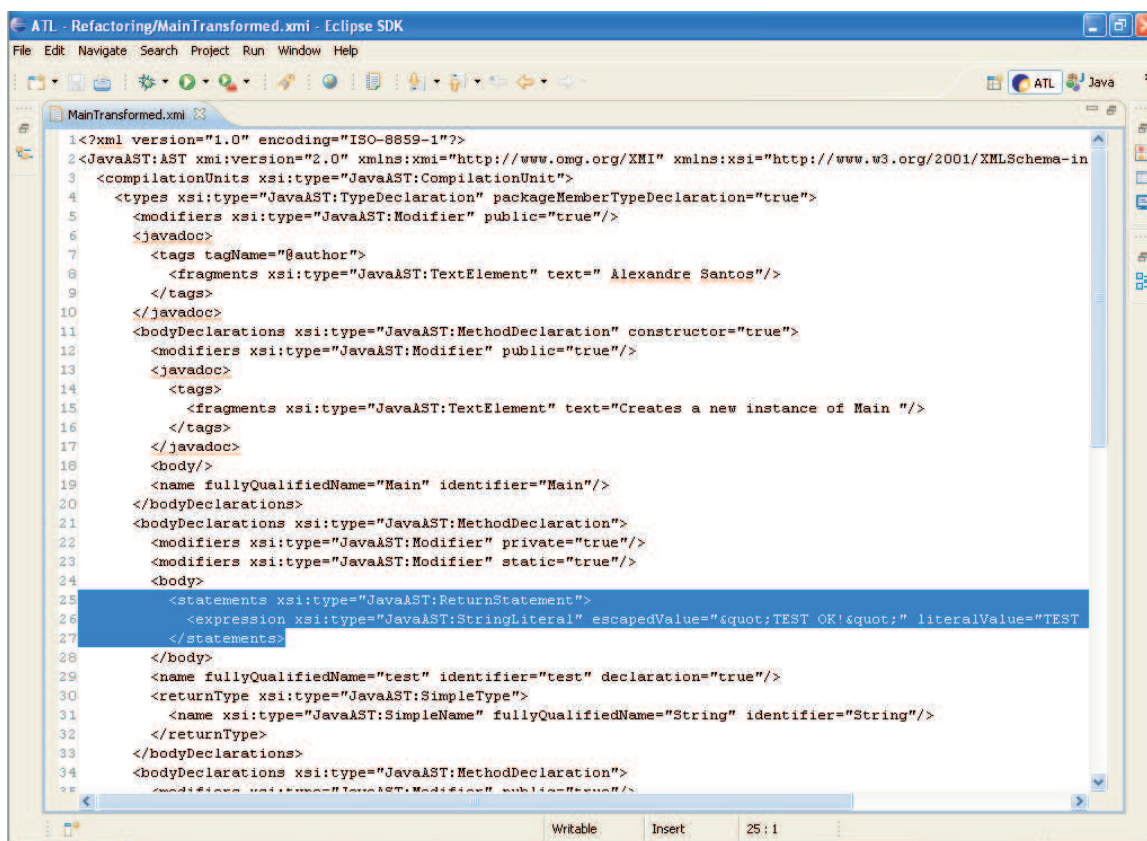 ATL - Refactoring/MainTransformed.xmi - Eclipse SDK
File Edit Navigate Search Project Run Window Help
ATL Java
MainTransformed.xmi
1<?xml version="1.0" encoding="ISO-8859-1"?>
2<JavaAST:AST xmi:version="2.0" xmlns:xmi="http://www.omg.org/XMI" xmlns:xsi="http://www.w3.org/2001/XMLSchema-in
3 <compilationUnits xsi:type="JavaAST:CompilationUnit">
4 <types xsi:type="JavaAST:TypeDeclaration" packageMemberTypeDeclaration="true">
5 <modifiers xsi:type="JavaAST:Modifier" public="true"/>
6 <javadoc>
7 <tags tagName="@author">
8 <fragments xsi:type="JavaAST:TextElement" text=" Alexandre Santos"/>
9 </tags>
10 </javadoc>
11 <bodyDeclarations xsi:type="JavaAST:MethodDeclaration" constructor="true">
12 <modifiers xsi:type="JavaAST:Modifier" public="true"/>
13 <javadoc>
14 <tags>
15 <fragments xsi:type="JavaAST:TextElement" text="Creates a new instance of Main "/>
16 </tags>
17 </javadoc>
18 <body/>
19 <name fullyQualifiedName="Main" identifier="Main"/>
20 </bodyDeclarations>
21 <bodyDeclarations xsi:type="JavaAST:MethodDeclaration">
22 <modifiers xsi:type="JavaAST:Modifier" private="true"/>
23 <modifiers xsi:type="JavaAST:Modifier" static="true"/>
24 <body>
25 <statements xsi:type="JavaAST:ReturnStatement">
26 <expression xsi:type="JavaAST:StringLiteral" escapedValue="&quot;TEST OK!&quot;" literalValue="TEST
27 </statements>
28 </body>
29 <name fullyQualifiedName="test" identifier="test" declaration="true"/>
30 <returnType xsi:type="JavaAST:SimpleType">
31 <name xsi:type="JavaAST:SimpleName" fullyQualifiedName="String" identifier="String"/>
32 </returnType>
33 </bodyDeclarations>
34 <bodyDeclarations xsi:type="JavaAST:MethodDeclaration">
35 <modifiers xsi:type="JavaAST:Modifier" public="true"/>
Writable Insert 25 : 1